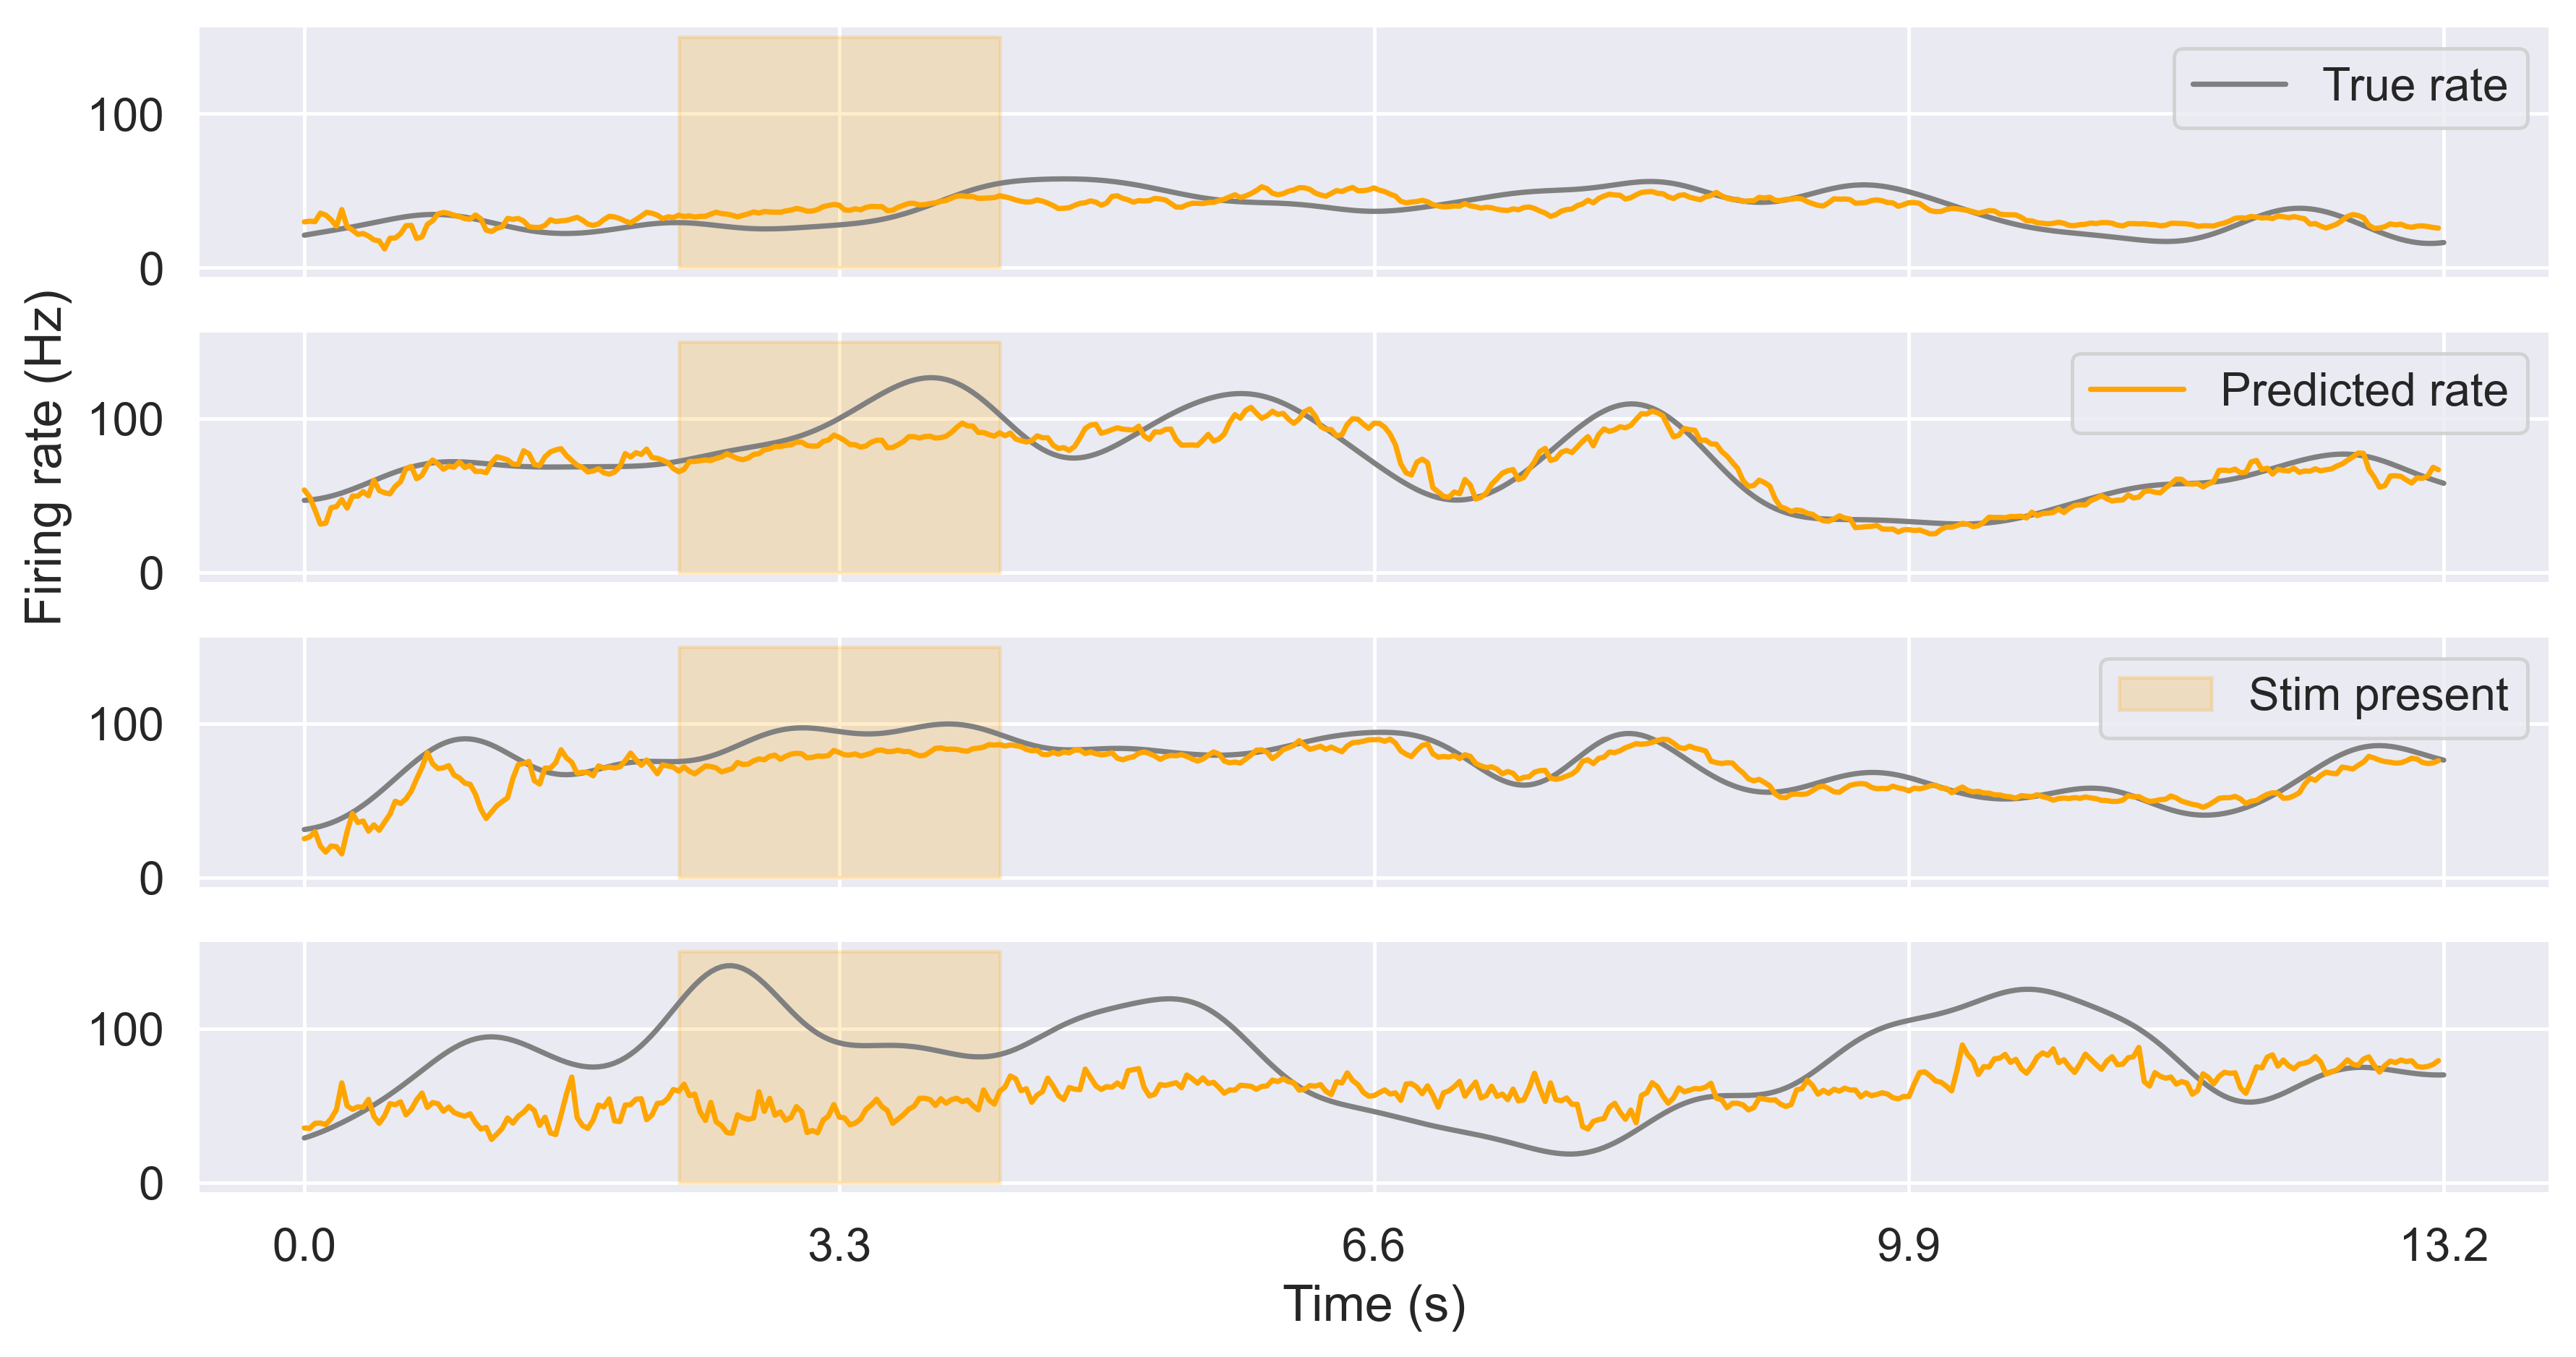 Firing rate (Hz)
100
0
True rate
100
0
Predicted rate
100
0
Stim present
100
0
0.0 3.3 6.6 9.9 13.2
Time (s)